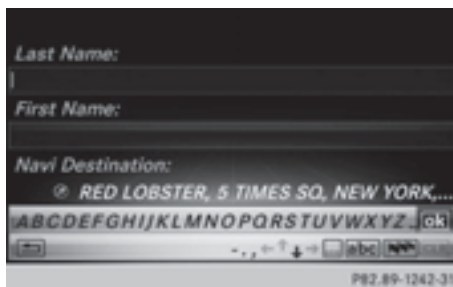 Last Name:
First Name:
Navi Destination:
RED LOBSTER, 5 TIMES SQ, NEW YORK,...
ABCDEFGHIJKLMNOPQRSTUVWXYZ ok
- . , ←↑↓→ abc
P82.89-1242-31